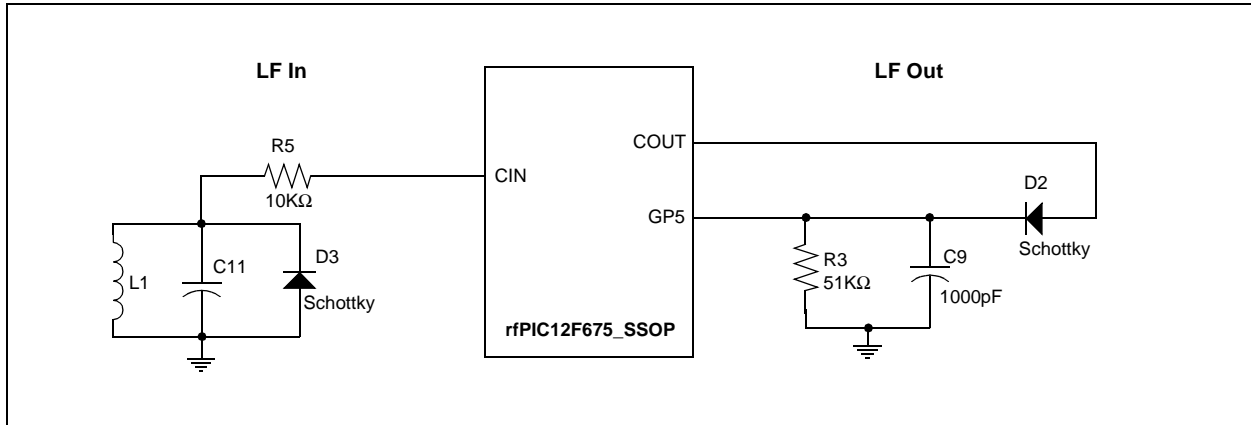 LF In
LF Out
R5
10KΩ
CIN
COUT
GP5
D2
Schottky
L1
C11
D3
Schottky
R3
51KΩ
C9
1000pF
rfPIC12F675_SSOP